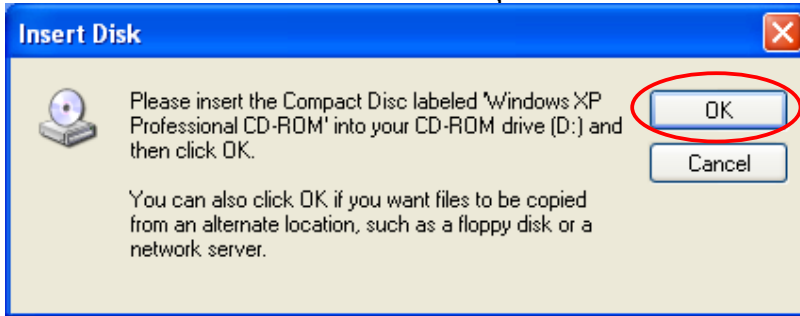 Insert Disk
Please insert the Compact Disc labeled 'Windows XP
Professional CD-ROM' into your CD-ROM drive (D:) and
then click OK.
You can also click OK if you want files to be copied
from an alternate location, such as a floppy disk or a
network server.
OK
Cancel